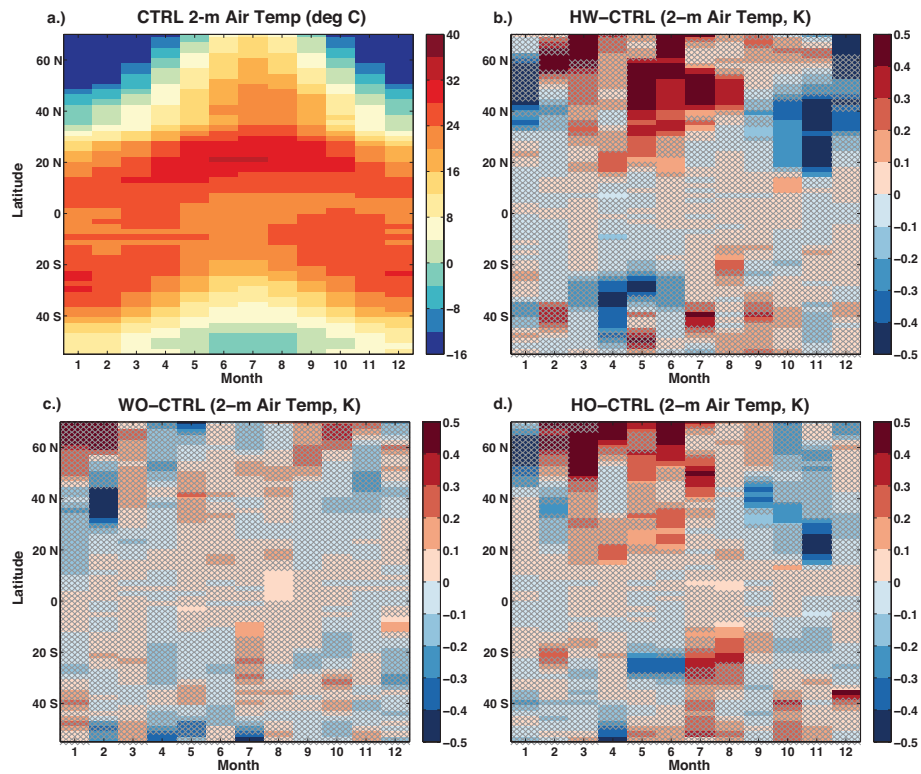 a.) CTRL 2-m Air Temp (deg C)
60 N
40 N
20 N
0
20 S
40 S
Latitude
1 2 3 4 5 6 7 8 9 10 11 12
Month
40
32
24
16
8
0
−8
−16
b.) HW−CTRL (2−m Air Temp, K)
60 N
40 N
20 N
0
20 S
40 S
1 2 3 4 5 6 7 8 9 10 11 12
Month
0.5
0.4
0.3
0.2
0.1
0
−0.1
−0.2
−0.3
−0.4
−0.5
c.) WO−CTRL (2−m Air Temp, K)
60 N
40 N
20 N
0
20 S
40 S
Latitude
1 2 3 4 5 6 7 8 9 10 11 12
Month
0.5
0.4
0.3
0.2
0.1
0
−0.1
−0.2
−0.3
−0.4
−0.5
d.) HO−CTRL (2−m Air Temp, K)
60 N
40 N
20 N
0
20 S
40 S
1 2 3 4 5 6 7 8 9 10 11 12
Month
0.5
0.4
0.3
0.2
0.1
0
−0.1
−0.2
−0.3
−0.4
−0.5